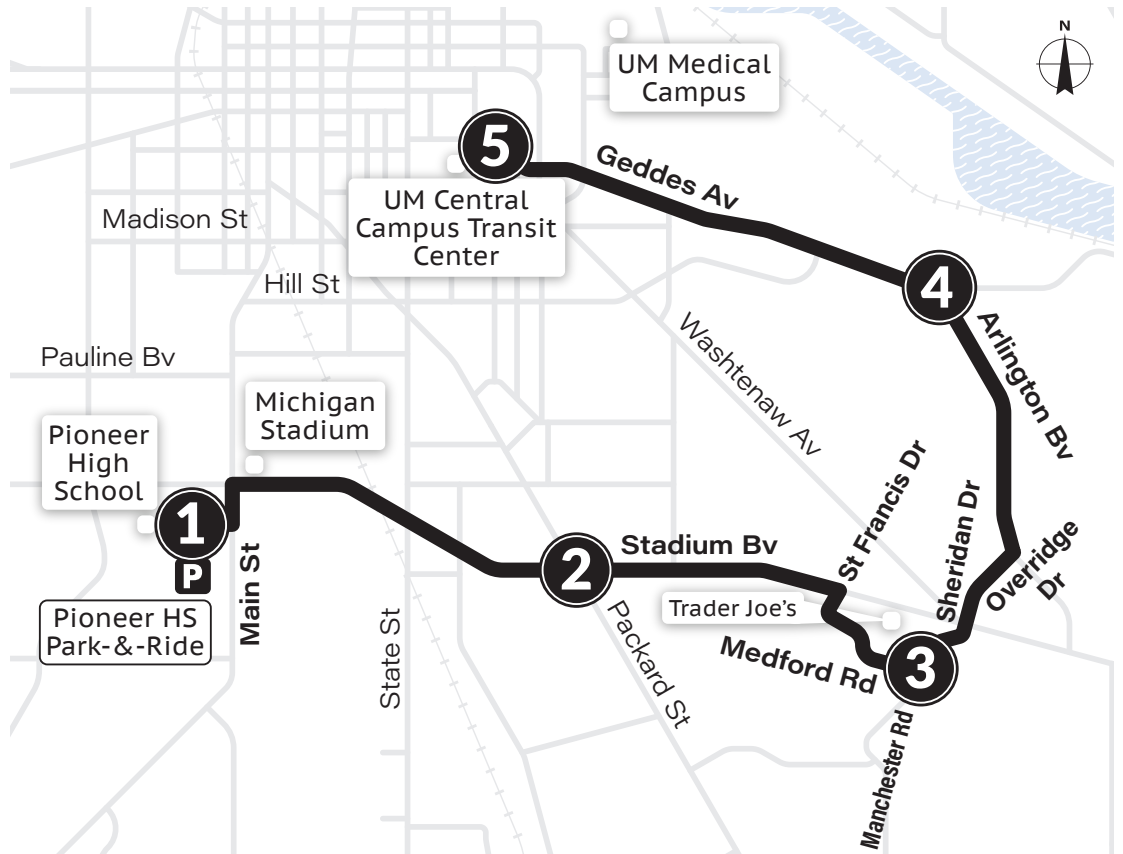 N
UM Medical
Campus
5
Geddes Av
UM Central
Campus Transit
Center
Madison St
Hill St
4
Arlington Bv
Washtenaw Av
Pauline Bv
Michigan
Stadium
Pioneer
High
School
1
P
Pioneer HS
Park-&-Ride
Main St
State St
2
Stadium Bv
Packard St
St Francis Dr
Sheridan Dr
Overridge
Dr
Trader Joe's
Medford Rd
3
Manchester Rd